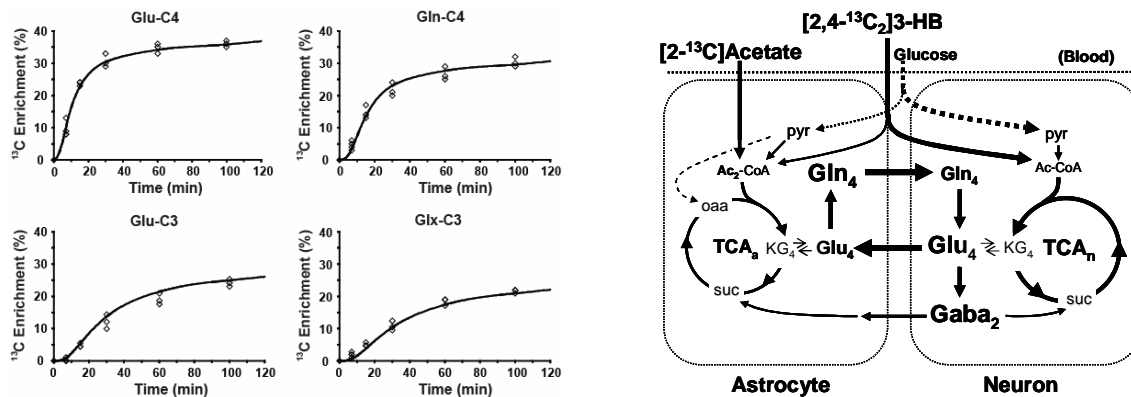 Glu-C4
¹³C Enrichment (%)
40
30
20
10
0
0 20 40 60 80 100 120
Time (min)
Gln-C4
¹³C Enrichment (%)
40
30
20
10
0
0 20 40 60 80 100 120
Time (min)
Glu-C3
¹³C Enrichment (%)
40
30
20
10
0
0 20 40 60 80 100 120
Time (min)
Glx-C3
¹³C Enrichment (%)
40
30
20
10
0
0 20 40 60 80 100 120
Time (min)
[2,4-¹³C₂]3-HB
[2-¹³C]Acetate
Glucose
(Blood)
pyr
pyr
Ac₂-CoA
Gln₄
Gln₄
Ac-CoA
oaa
TCAₐ
KG₄
Glu₄
Glu₄
KG₄
TCAₙ
suc
suc
Gaba₂
Astrocyte
Neuron